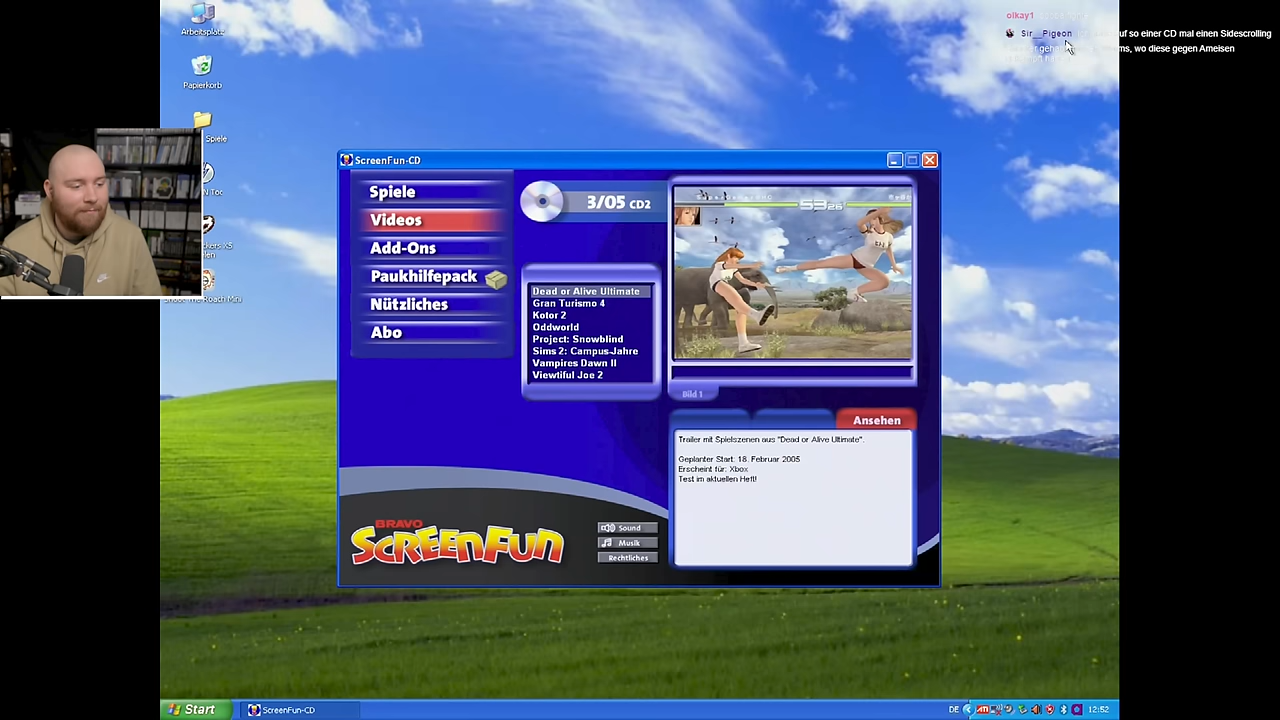 Arbeitsplatz
Papierkorb
Spiele
olkay1
Sir__Pigeon
uf so einer CD mal einen Sidescrolling
wo diese gegen Ameisen
ScreenFun-CD
Spiele
Videos
Add-Ons
Paukhilfepack
Nützliches
Abo
3/05 CD2
Dead or Alive Ultimate
Gran Turismo 4
Kotor 2
Oddworld
Project: Snowblind
Sims 2: Campus-Jahre
Vampires Dawn II
Viewtiful Joe 2
53
Bild 1
Ansehen
Trailer mit Spielszenen aus "Dead or Alive Ultimate".
Geplanter Start: 18. Februar 2005
Erscheint für: Xbox
Test im aktuellen Heft!
BRAVO
SCREENFUN
Sound
Musik
Rechtliches
Start
ScreenFun-CD
DE
12:52